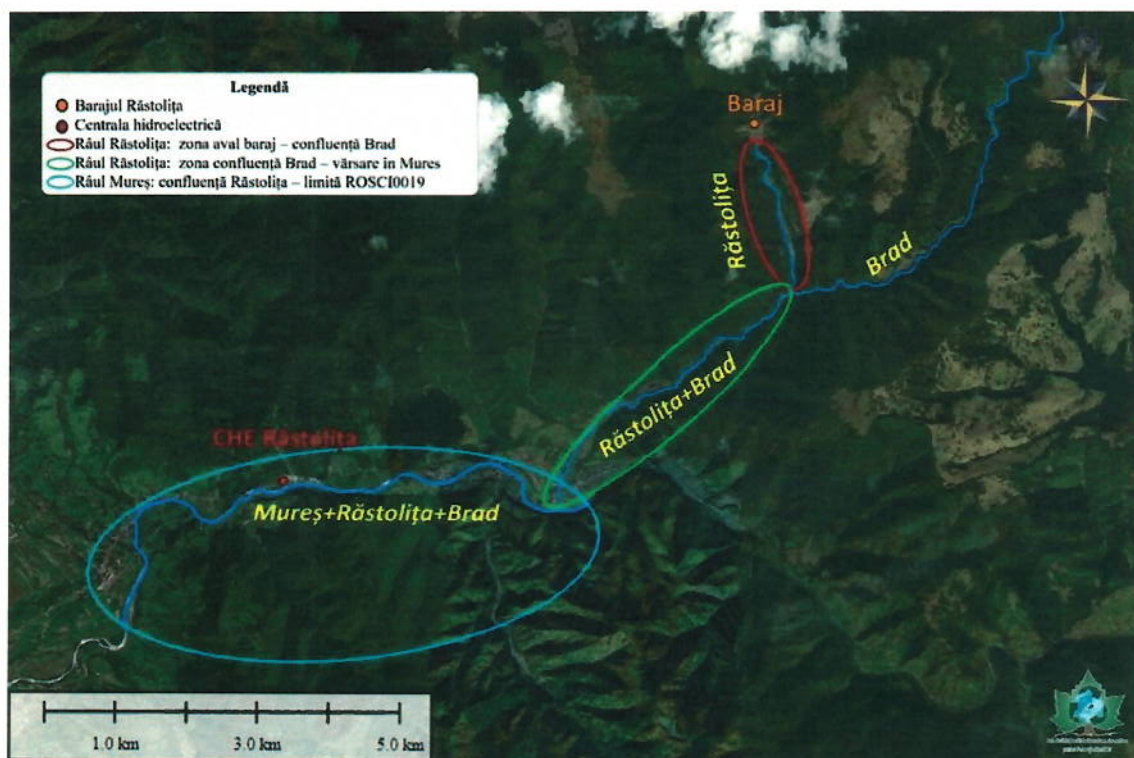 Legendă
Barajul Răstolița
Centrala hidroelectrică
Râul Răstolița: zona aval baraj – confluență Brad
Râul Răstolița: zona confluență Brad – vărsare în Mures
Râul Mureș: confluență Răstolița – limită ROSCI0019
Baraj
Răstolița
Brad
Răstolița+Brad
CHE Răstolița
Mureș+Răstolița+Brad
1.0 km 3.0 km 5.0 km